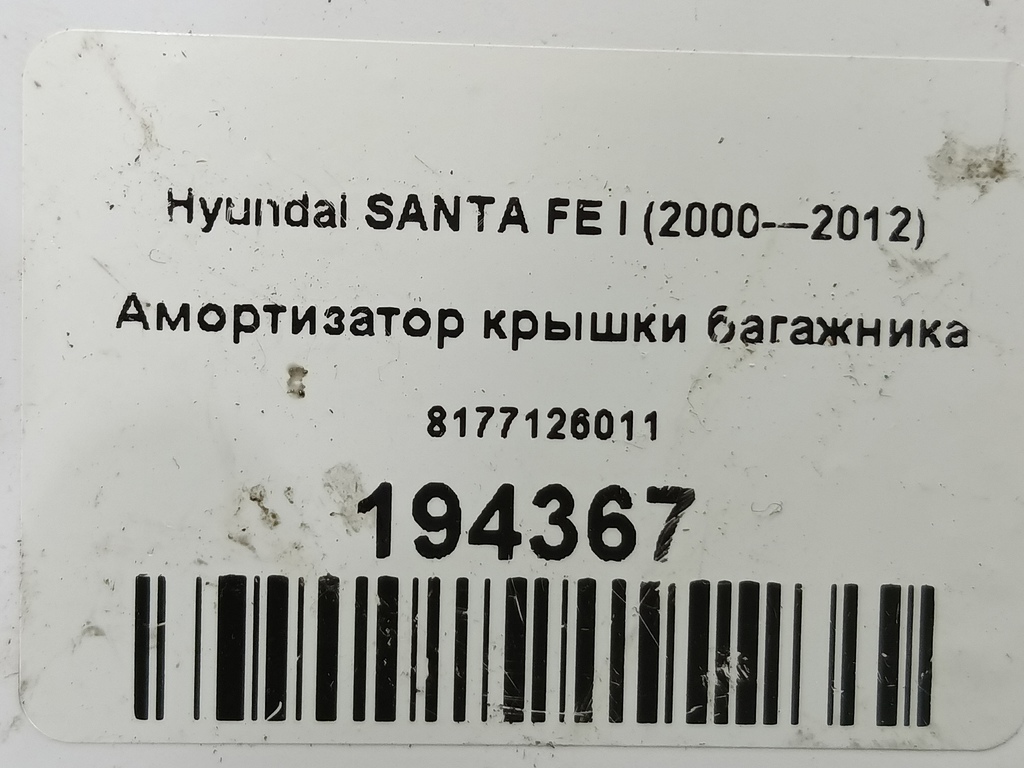 Hyundai SANTA FE I (2000—2012)
Амортизатор крышки багажника
8177126011
194367